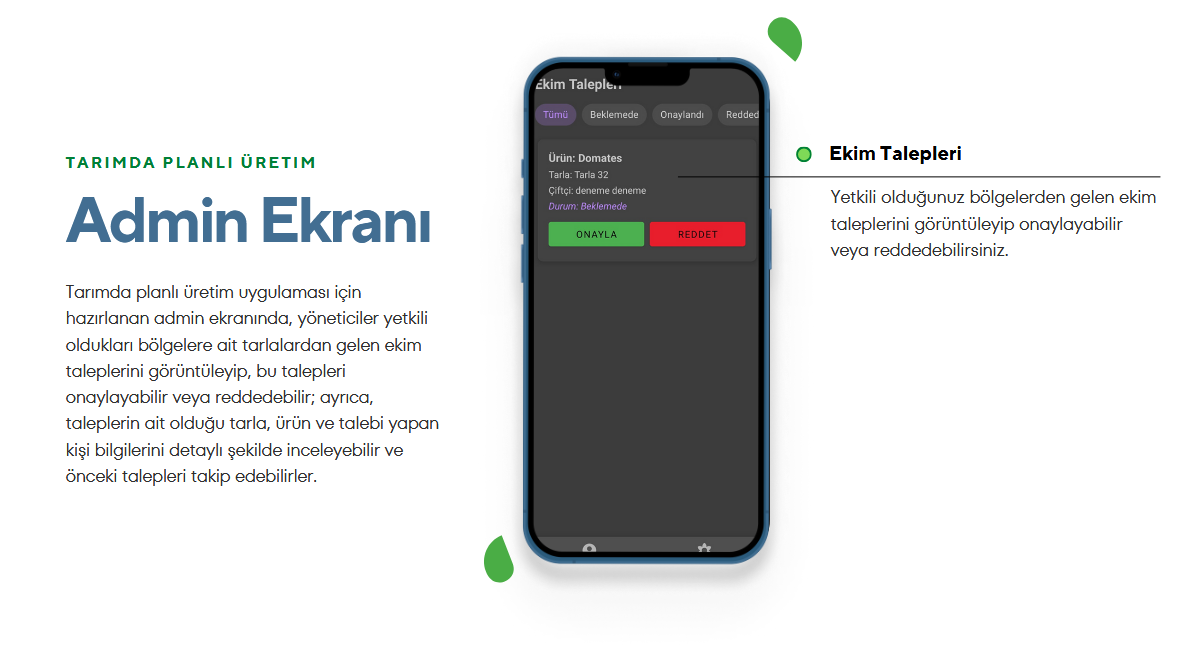 TARIMDA PLANLI ÜRETIM
Admin Ekranı
Tarımda planlı üretim uygulaması için
hazırlanan admin ekranında, yöneticiler yetkili
oldukları bölgelere ait tarlalardan gelen ekim
taleplerini görüntüleyip, bu talepleri
onaylayabilir veya reddedebilir; ayrıca,
taleplerin ait olduğu tarla, ürün ve talebi yapan
kişi bilgilerini detaylı şekilde inceleyebilir ve
önceki talepleri takip edebilirler.
Ekim Talepleri
Tümü Beklemede Onaylandı Redded
Ürün: Domates
Tarla: Tarla 32
Çiftçi: deneme deneme
Durum: Beklemede
ONAYLA REDDET
Ekim Talepleri
Yetkili olduğunuz bölgelerden gelen ekim
taleplerini görüntüleyip onaylayabilir
veya reddedebilirsiniz.